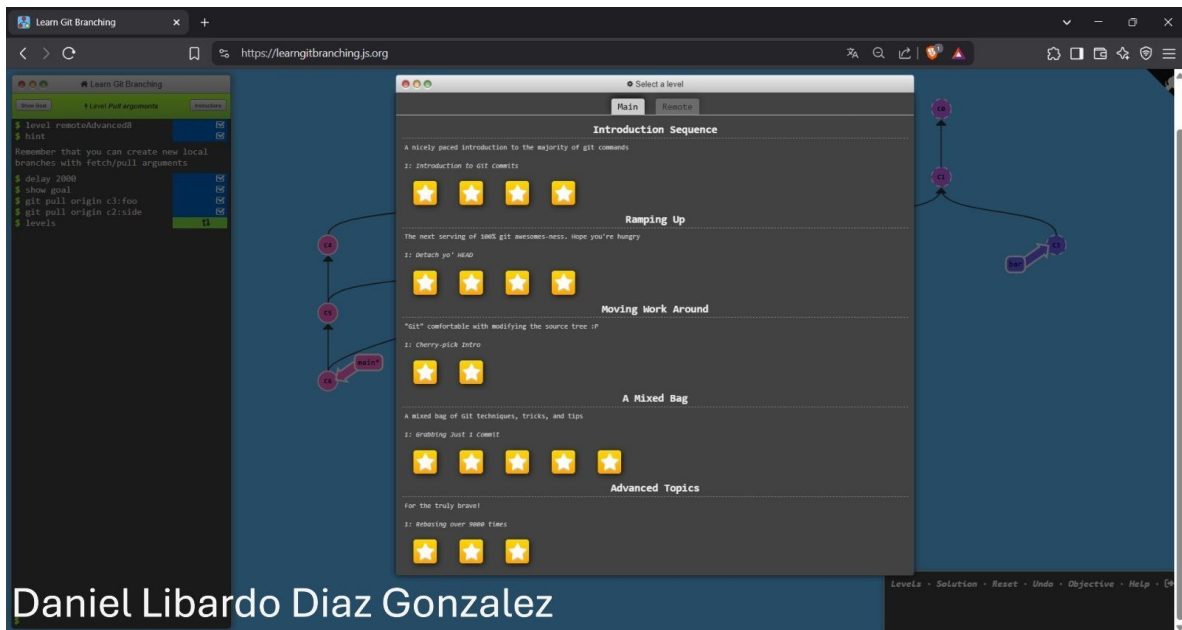 Learn Git Branching
https://learngitbranching.js.org
Learn Git Branching
Select a level
Show Goal
Level Pull arguments
Instructions
Main
Remote
$ level remoteAdvanced8
$ hint
Remember that you can create new local
branches with fetch/pull arguments
$ delay 2000
$ show goal
$ git pull origin c3:foo
$ git pull origin c2:side
$ levels
Introduction Sequence
A nicely paced introduction to the majority of git commands
1: Introduction to Git Commits
Ramping Up
The next serving of 100% git awesomes-ness. Hope you're hungry
1: Detach yo' HEAD
Moving Work Around
"Git" comfortable with modifying the source tree :P
1: Cherry-pick Intro
A Mixed Bag
A mixed bag of Git techniques, tricks, and tips
1: Grabbing Just 1 Commit
Advanced Topics
For the truly brave!
1: Rebasing over 9000 times
C4
C5
main*
C6
C0
C1
bar
Levels - Solution - Reset - Undo - Objective - Help -
Daniel Libardo Diaz Gonzalez
$